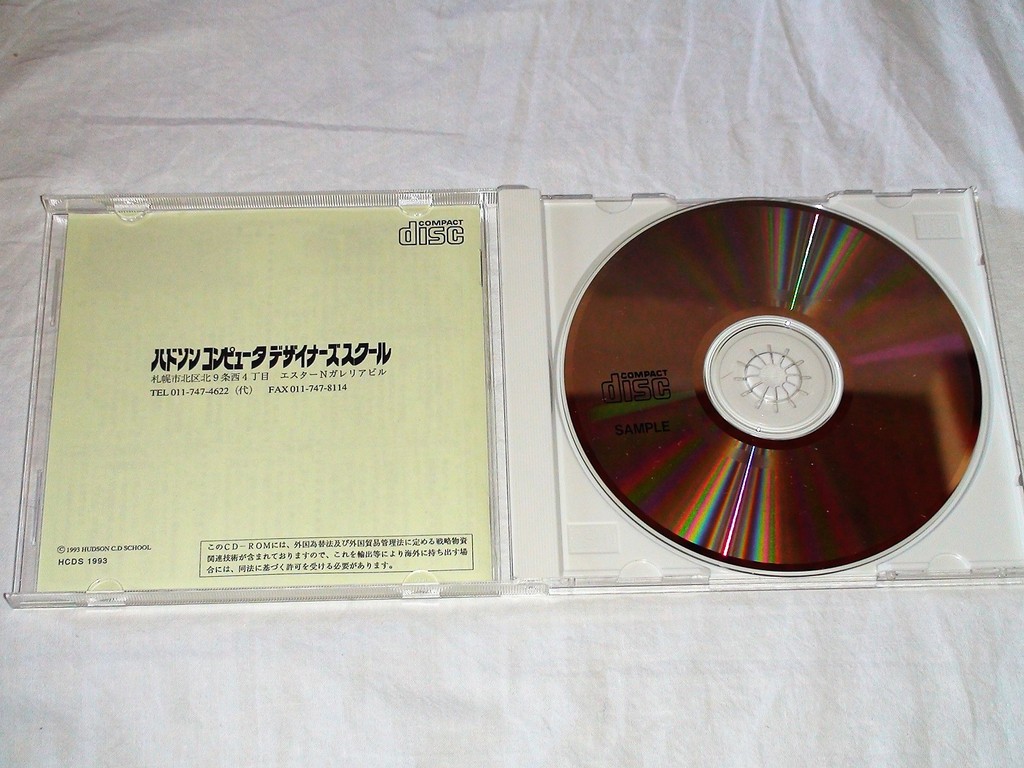 COMPACT
disc
ハドソン コンピュータ デザイナーズスクール
札幌市北区北9条西4丁目 エスターNガレリアビル
TEL 011-747-4622 (代) FAX 011-747-8114
© 1993 HUDSON C.D SCHOOL
HCDS 1993
このCD-ROMには、外国為替法及び外国貿易管理法に定める戦略物資
関連技術が含まれておりますので、これを輸出等により海外に持ち出す場
合には、同法に基づく許可を受ける必要があります。
COMPACT
disc
SAMPLE